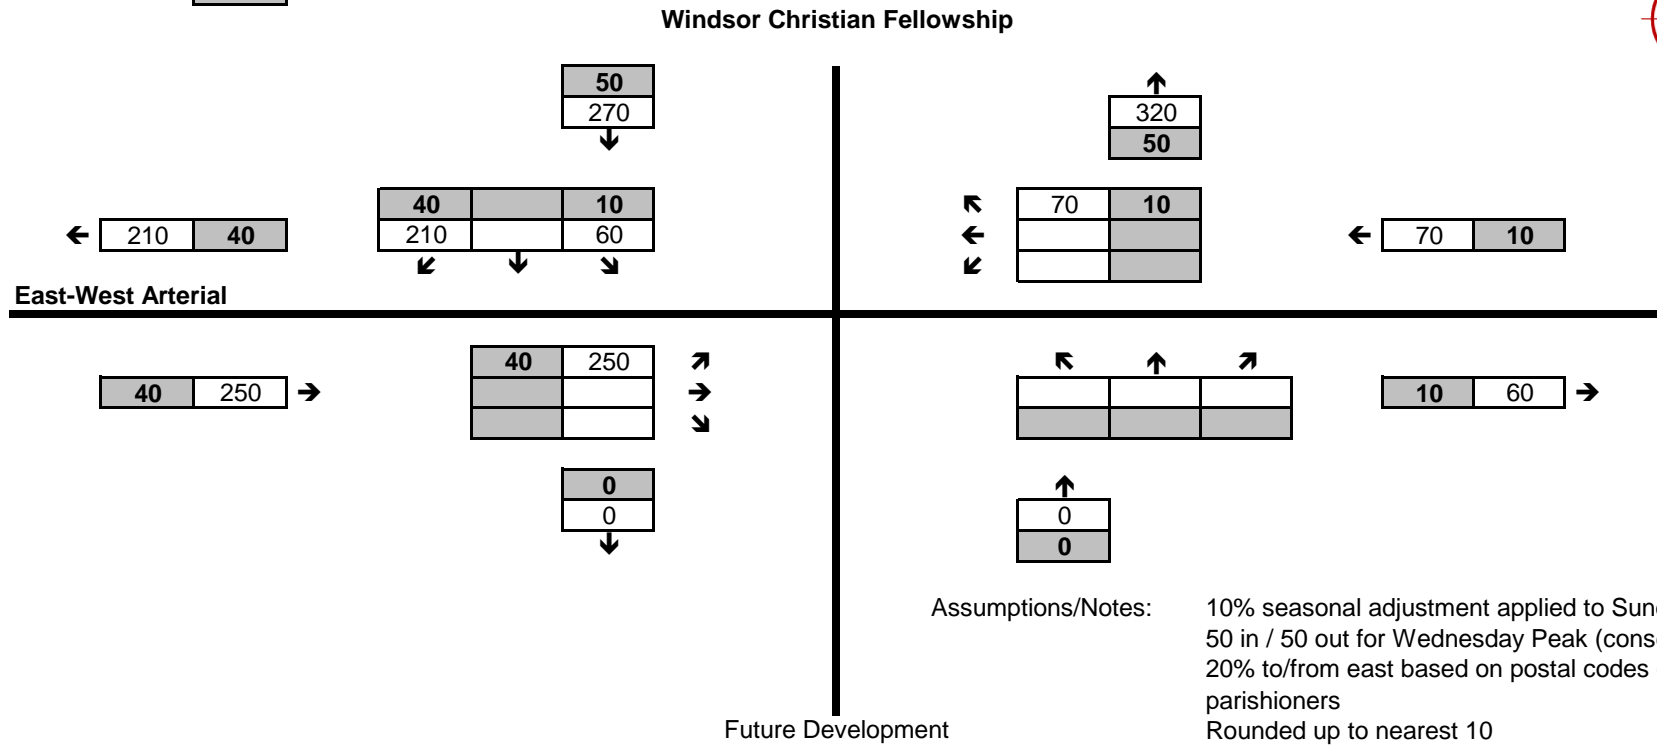 Windsor Christian Fellowship
50
270
320
50
40 10
210 60
210 40
70 10
70 10
East-West Arterial
40 250
40 250
10 60
0
0
0
0
Assumptions/Notes: 10% seasonal adjustment applied to
50 in / 50 out for Wednesday Peak
20% to/from east based on postal codes
parishioners
Rounded up to nearest 10
Future Development